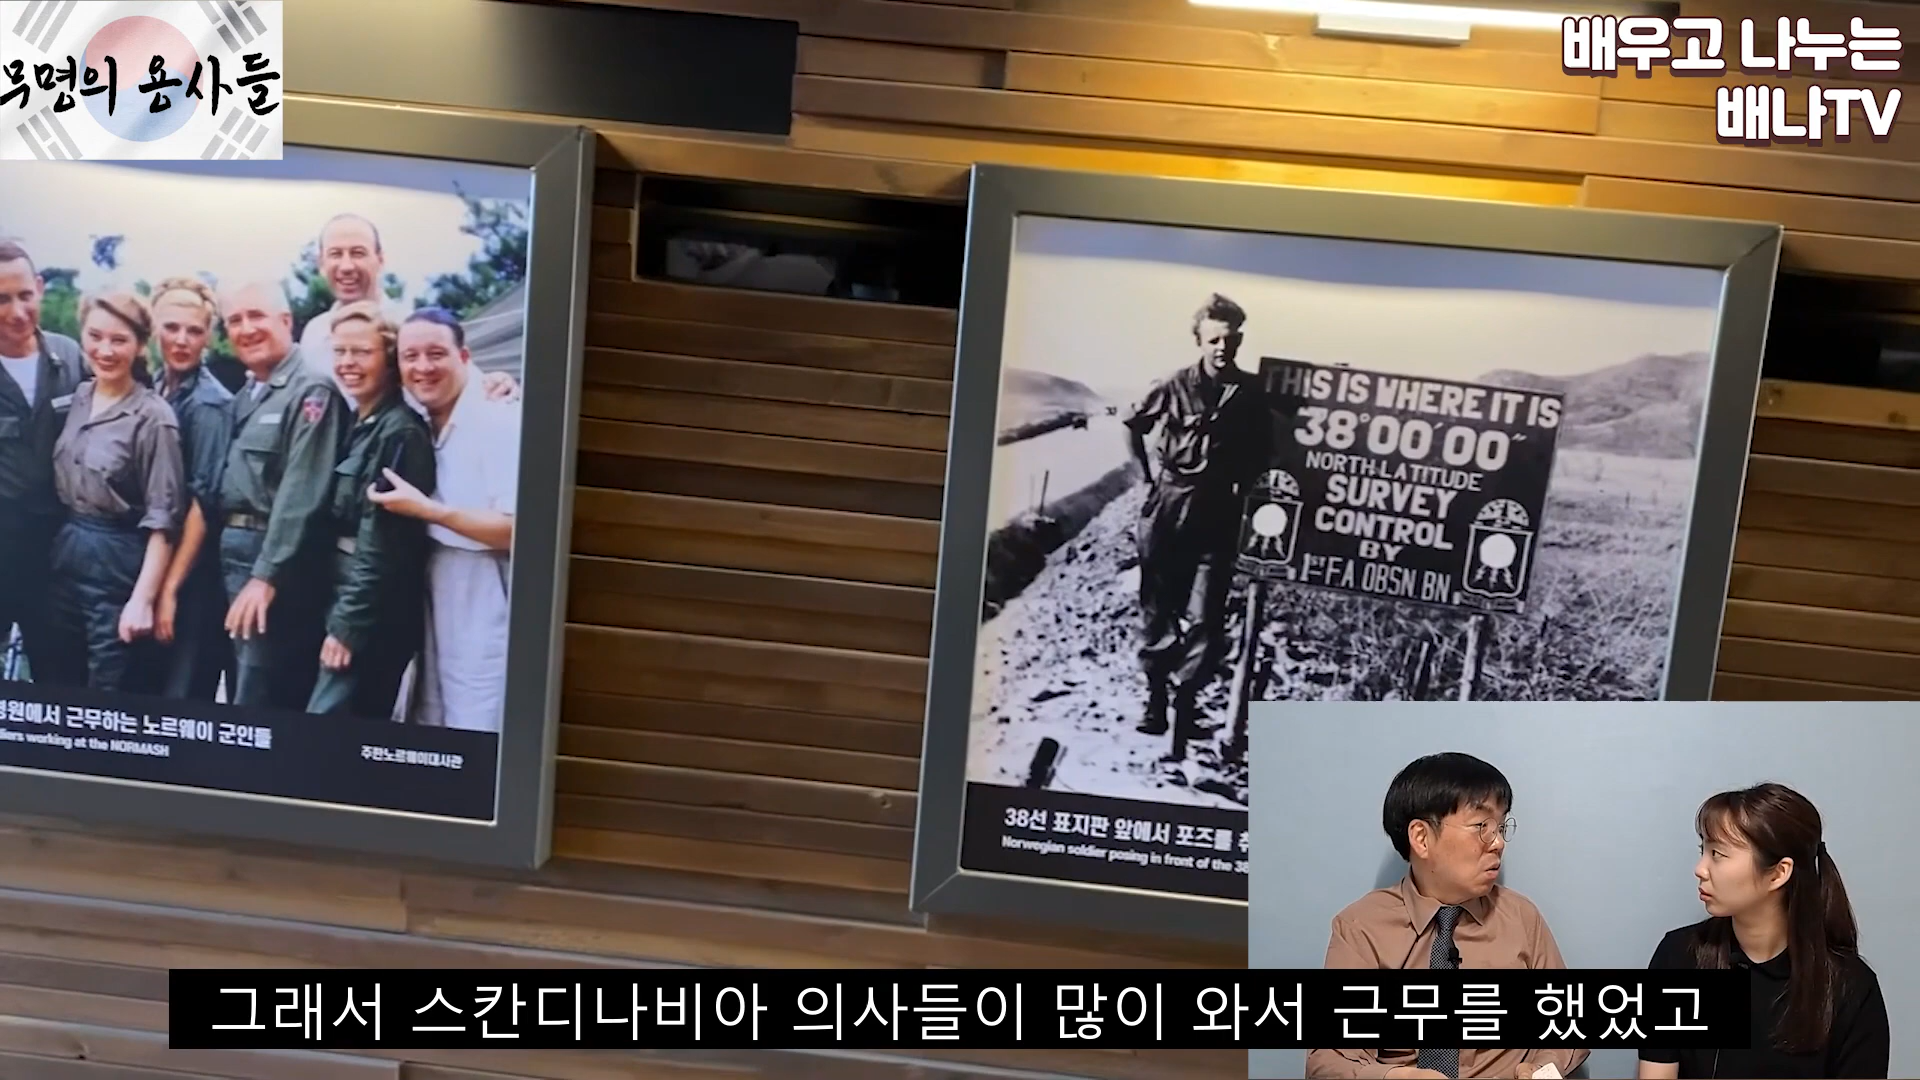 무명의 용사들
배우고 나누는
배나TV
THIS IS WHERE IT IS
38°00'00"
NORTH LATITUDE
SURVEY
CONTROL
BY
1ST FA OBSN. BN.
병원에서 근무하는 노르웨이 군인들
working at the NORMASH
주한노르웨이대사관
38선 표지판 앞에서 포즈를
Norwegian soldier posing in front of the 38
그래서 스칸디나비아 의사들이 많이 와서 근무를 했었고